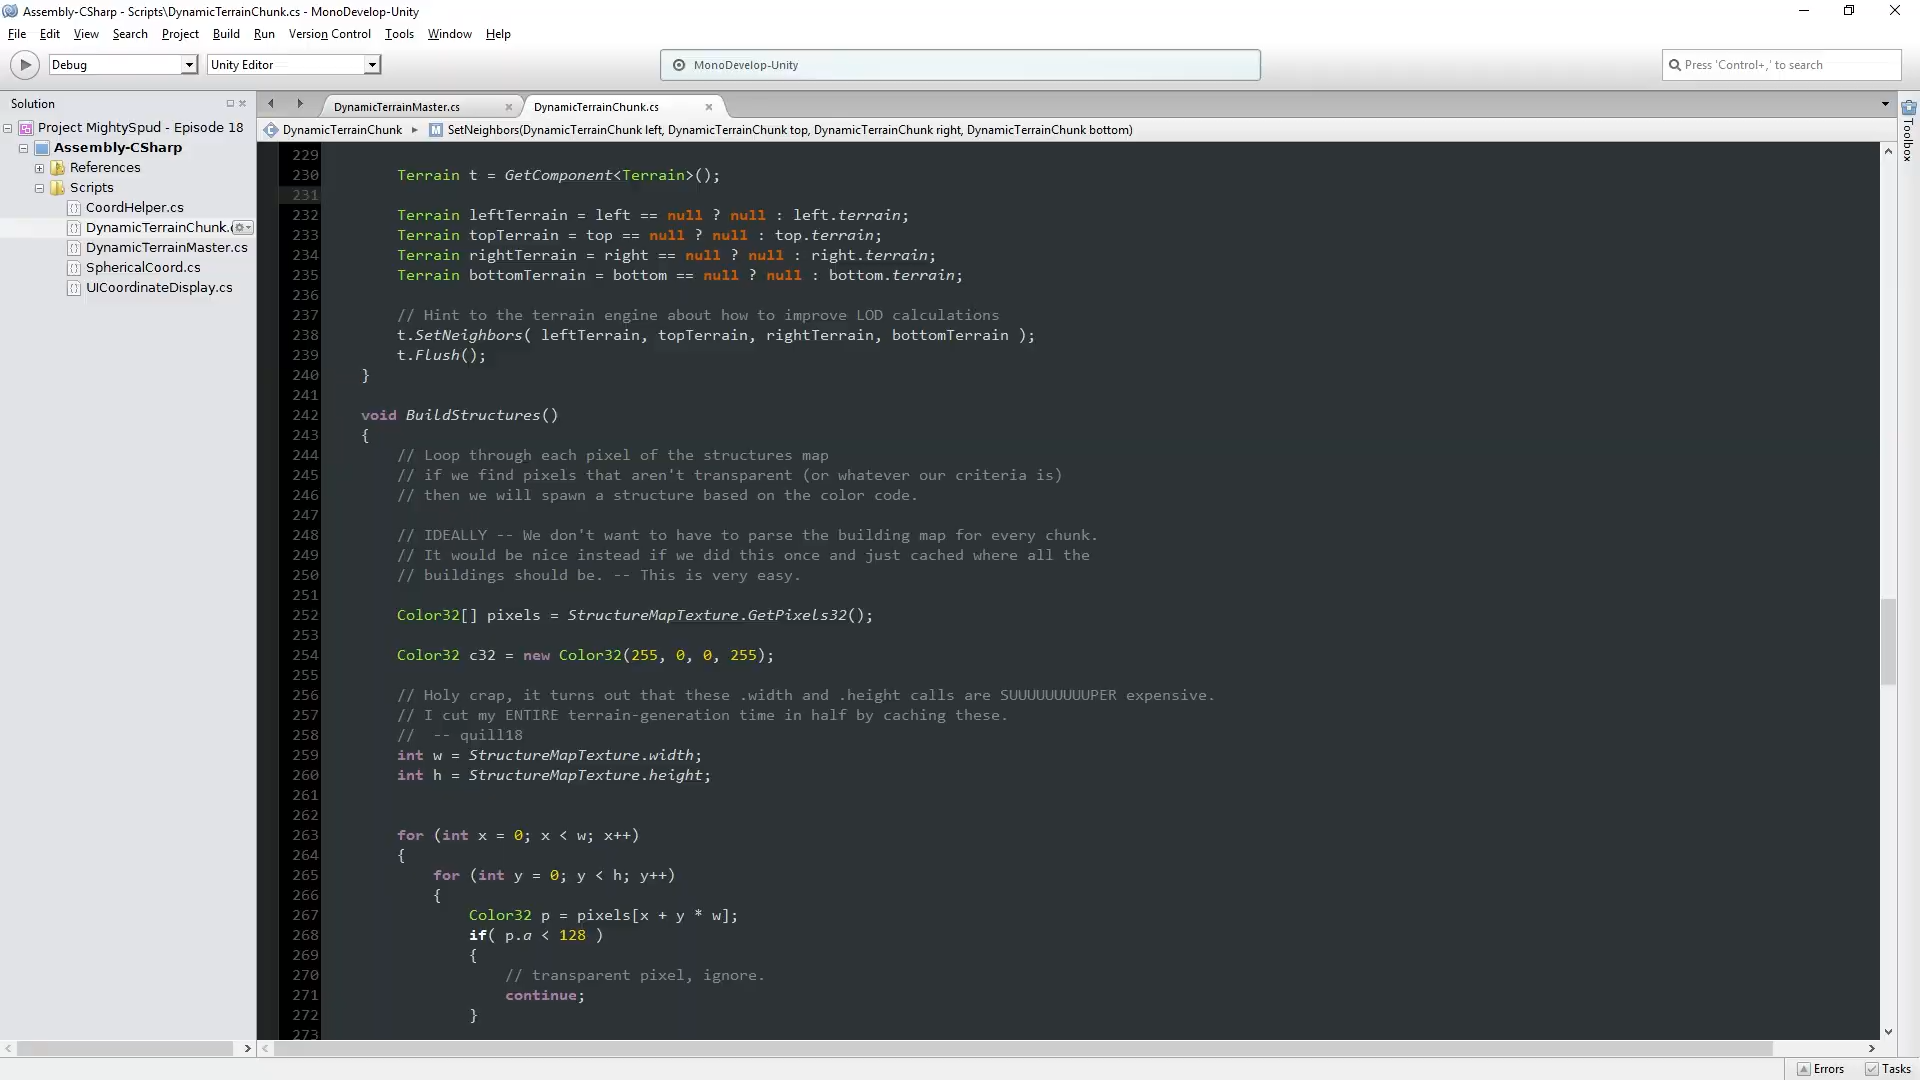 Assembly-CSharp - Scripts\DynamicTerrainChunk.cs - MonoDevelop-Unity
File Edit View Search Project Build Run Version Control Tools Window Help
Debug Unity Editor MonoDevelop-Unity Press 'Control+,' to search
Solution DynamicTerrainMaster.cs DynamicTerrainChunk.cs
DynamicTerrainChunk SetNeighbors(DynamicTerrainChunk left, DynamicTerrainChunk top, DynamicTerrainChunk right, DynamicTerrainChunk bottom)
Project MightySpud - Episode 18
Assembly-CSharp
References
Scripts
CoordHelper.cs
DynamicTerrainChunk.
DynamicTerrainMaster.cs
SphericalCoord.cs
UICoordinateDisplay.cs
Toolbox
229
230 Terrain t = GetComponent<Terrain>();
231
232 Terrain leftTerrain = left == null ? null : left.terrain;
233 Terrain topTerrain = top == null ? null : top.terrain;
234 Terrain rightTerrain = right == null ? null : right.terrain;
235 Terrain bottomTerrain = bottom == null ? null : bottom.terrain;
236
237 // Hint to the terrain engine about how to improve LOD calculations
238 t.SetNeighbors( leftTerrain, topTerrain, rightTerrain, bottomTerrain );
239 t.Flush();
240 }
241
242 void BuildStructures()
243 {
244 // Loop through each pixel of the structures map
245 // if we find pixels that aren't transparent (or whatever our criteria is)
246 // then we will spawn a structure based on the color code.
247
248 // IDEALLY -- We don't want to have to parse the building map for every chunk.
249 // It would be nice instead if we did this once and just cached where all the
250 // buildings should be. -- This is very easy.
251
252 Color32[] pixels = StructureMapTexture.GetPixels32();
253
254 Color32 c32 = new Color32(255, 0, 0, 255);
255
256 // Holy crap, it turns out that these .width and .height calls are SUUUUUUUUUPER expensive.
257 // I cut my ENTIRE terrain-generation time in half by caching these.
258 // -- quill18
259 int w = StructureMapTexture.width;
260 int h = StructureMapTexture.height;
261
262
263 for (int x = 0; x < w; x++)
264 {
265 for (int y = 0; y < h; y++)
266 {
267 Color32 p = pixels[x + y * w];
268 if( p.a < 128 )
269 {
270 // transparent pixel, ignore.
271 continue;
272 }
273
Errors Tasks